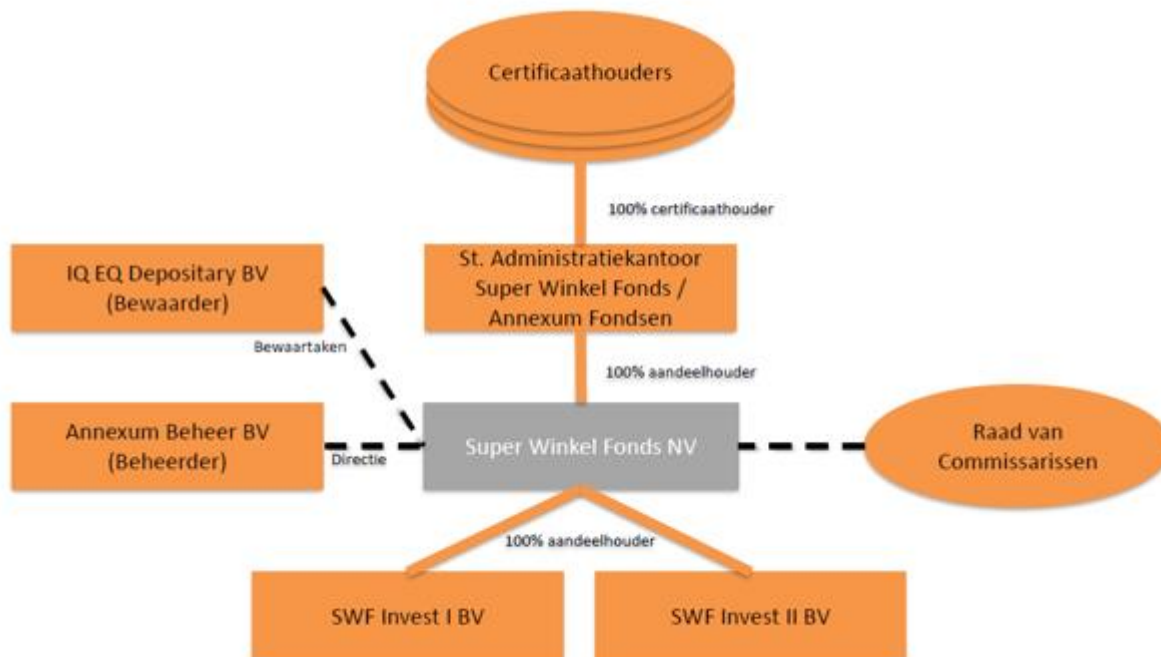 Certificaathouders
100% certificaathouder
IQ EQ Depositary BV
(Bewaarder)
St. Administratiekantoor
Super Winkel Fonds /
Annexum Fondsen
Bewaartaken
100% aandeelhouder
Annexum Beheer BV
(Beheerder)
Directie
Super Winkel Fonds NV
Raad van
Commissarissen
100% aandeelhouder
SWF Invest I BV
SWF Invest II BV